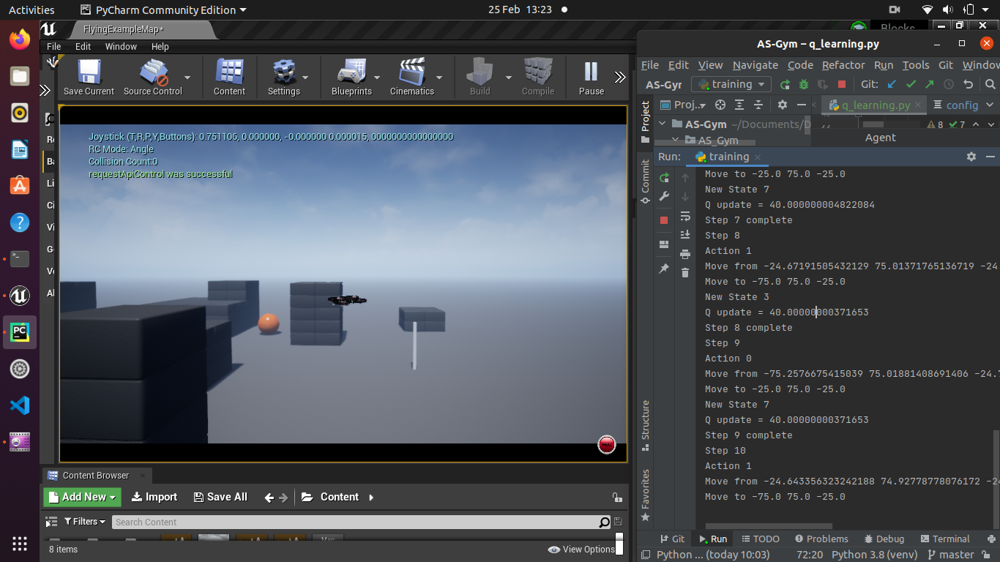 Activities
PyCharm Community Edition
25 Feb 13:23
FlyingExampleMap*
Blocks
File Edit Window Help
Save Current
Source Control
Content
Settings
Blueprints
Cinematics
Build
Compile
Pause
Joystick (T,R,P,Y,Buttons): 0.751106, 0.000000, -0.000000 0.000015, 0000000000000000
RC Mode: Angle
Collision Count:0
requestApiControl was successful
Content Browser
Add New
Import
Save All
Content
Filters
Search Content
8 items
View Options
AS-Gym – q_learning.py
File Edit View Navigate Code Refactor Run Tools Git Window
AS-Gyr
training
Git:
Project
Proj..
q_learning.py
config
AS-Gym ~/Documents/D
AS_Gym
8 7
Agent
Commit
Run: training
Move to -25.0 75.0 -25.0
New State 7
Q update = 40.000000004822084
Step 7 complete
Step 8
Action 1
Move from -24.67191505432129 75.01371765136719 -24
Move to -75.0 75.0 -25.0
New State 3
Q update = 40.00000000371653
Step 8 complete
Step 9
Action 0
Move from -75.2576675415039 75.01881408691406 -24.7
Move to -25.0 75.0 -25.0
New State 7
Q update = 40.00000000371653
Step 9 complete
Step 10
Action 1
Move from -24.643356323242188 74.92778778076172 -24
Move to -75.0 75.0 -25.0
Structure
Favorites
Git Run TODO Problems Debug Terminal
Python ... (today 10:03) 72:20 Python 3.8 (venv) master